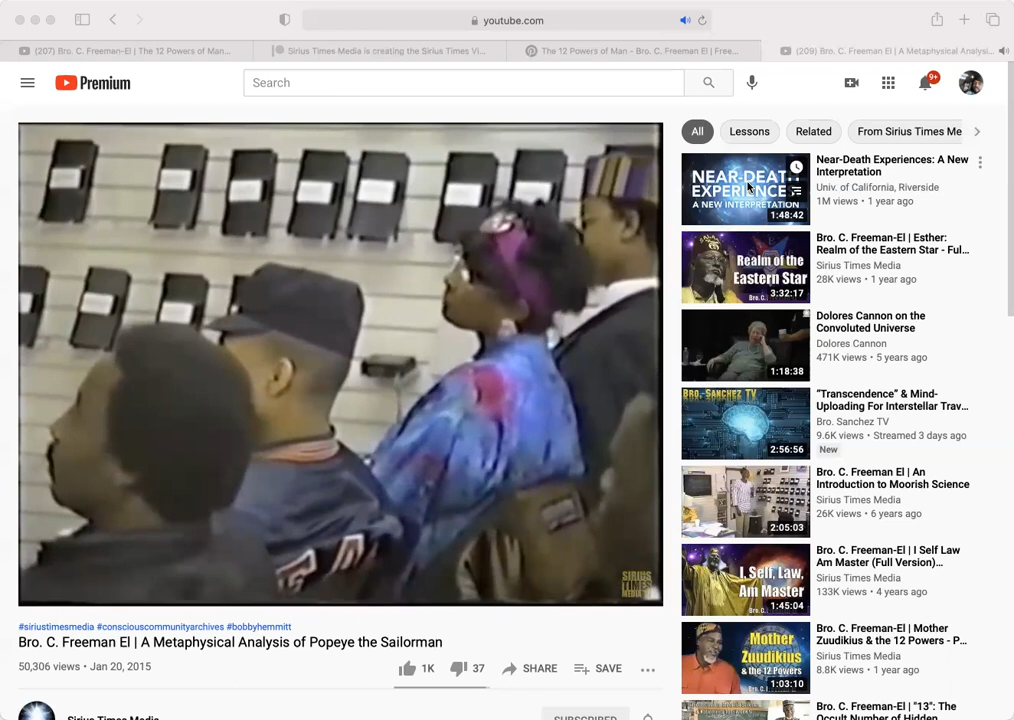 youtube.com
(207) Bro. C. Freeman-El | The 12 Powers of Man...
Sirius Times Media is creating the Sirius Times Vi...
The 12 Powers of Man - Bro. C. Freeman El | Free...
(209) Bro. C. Freeman El | A Metaphysical Analysi...
Premium
Search
9+
All
Lessons
Related
From Sirius Times Me
NEAR-DEAT
EXPERIENCE
A NEW INTERPRETATION
1:48:42
Near-Death Experiences: A New
Interpretation
Univ. of California, Riverside
1M views • 1 year ago
Realm of the
Eastern Star
Bro. C.
3:32:17
Bro. C. Freeman-El | Esther:
Realm of the Eastern Star - Ful...
Sirius Times Media
28K views • 1 year ago
1:18:38
Dolores Cannon on the
Convoluted Universe
Dolores Cannon
471K views • 5 years ago
BRO. SANCHEZ TV
2:56:56
“Transcendence” & Mind-
Uploading For Interstellar Trav...
Bro. Sanchez TV
9.6K views • Streamed 3 days ago
New
2:05:03
Bro. C. Freeman El | An
Introduction to Moorish Science
Sirius Times Media
26K views • 6 years ago
I, Self, Law,
Am Master
1:45:04
Bro. C. Freeman-El | I Self Law
Am Master (Full Version)...
Sirius Times Media
133K views • 4 years ago
Mother
Zuudikius
& the 12 Powers
1:03:10
Bro. C. Freeman-El | Mother
Zuudikius & the 12 Powers - P...
Sirius Times Media
8.8K views • 1 year ago
Bro. C. Freeman-El | "13": The
Occult Number of Hidden
SIRIUS
TIMES
MEDIA
#siriustimesmedia #consciouscommunityarchives #bobbyhemmitt
Bro. C. Freeman El | A Metaphysical Analysis of Popeye the Sailorman
50,306 views • Jan 20, 2015
1K
37
SHARE
SAVE
Sirius Times Media
SUBSCRIBED